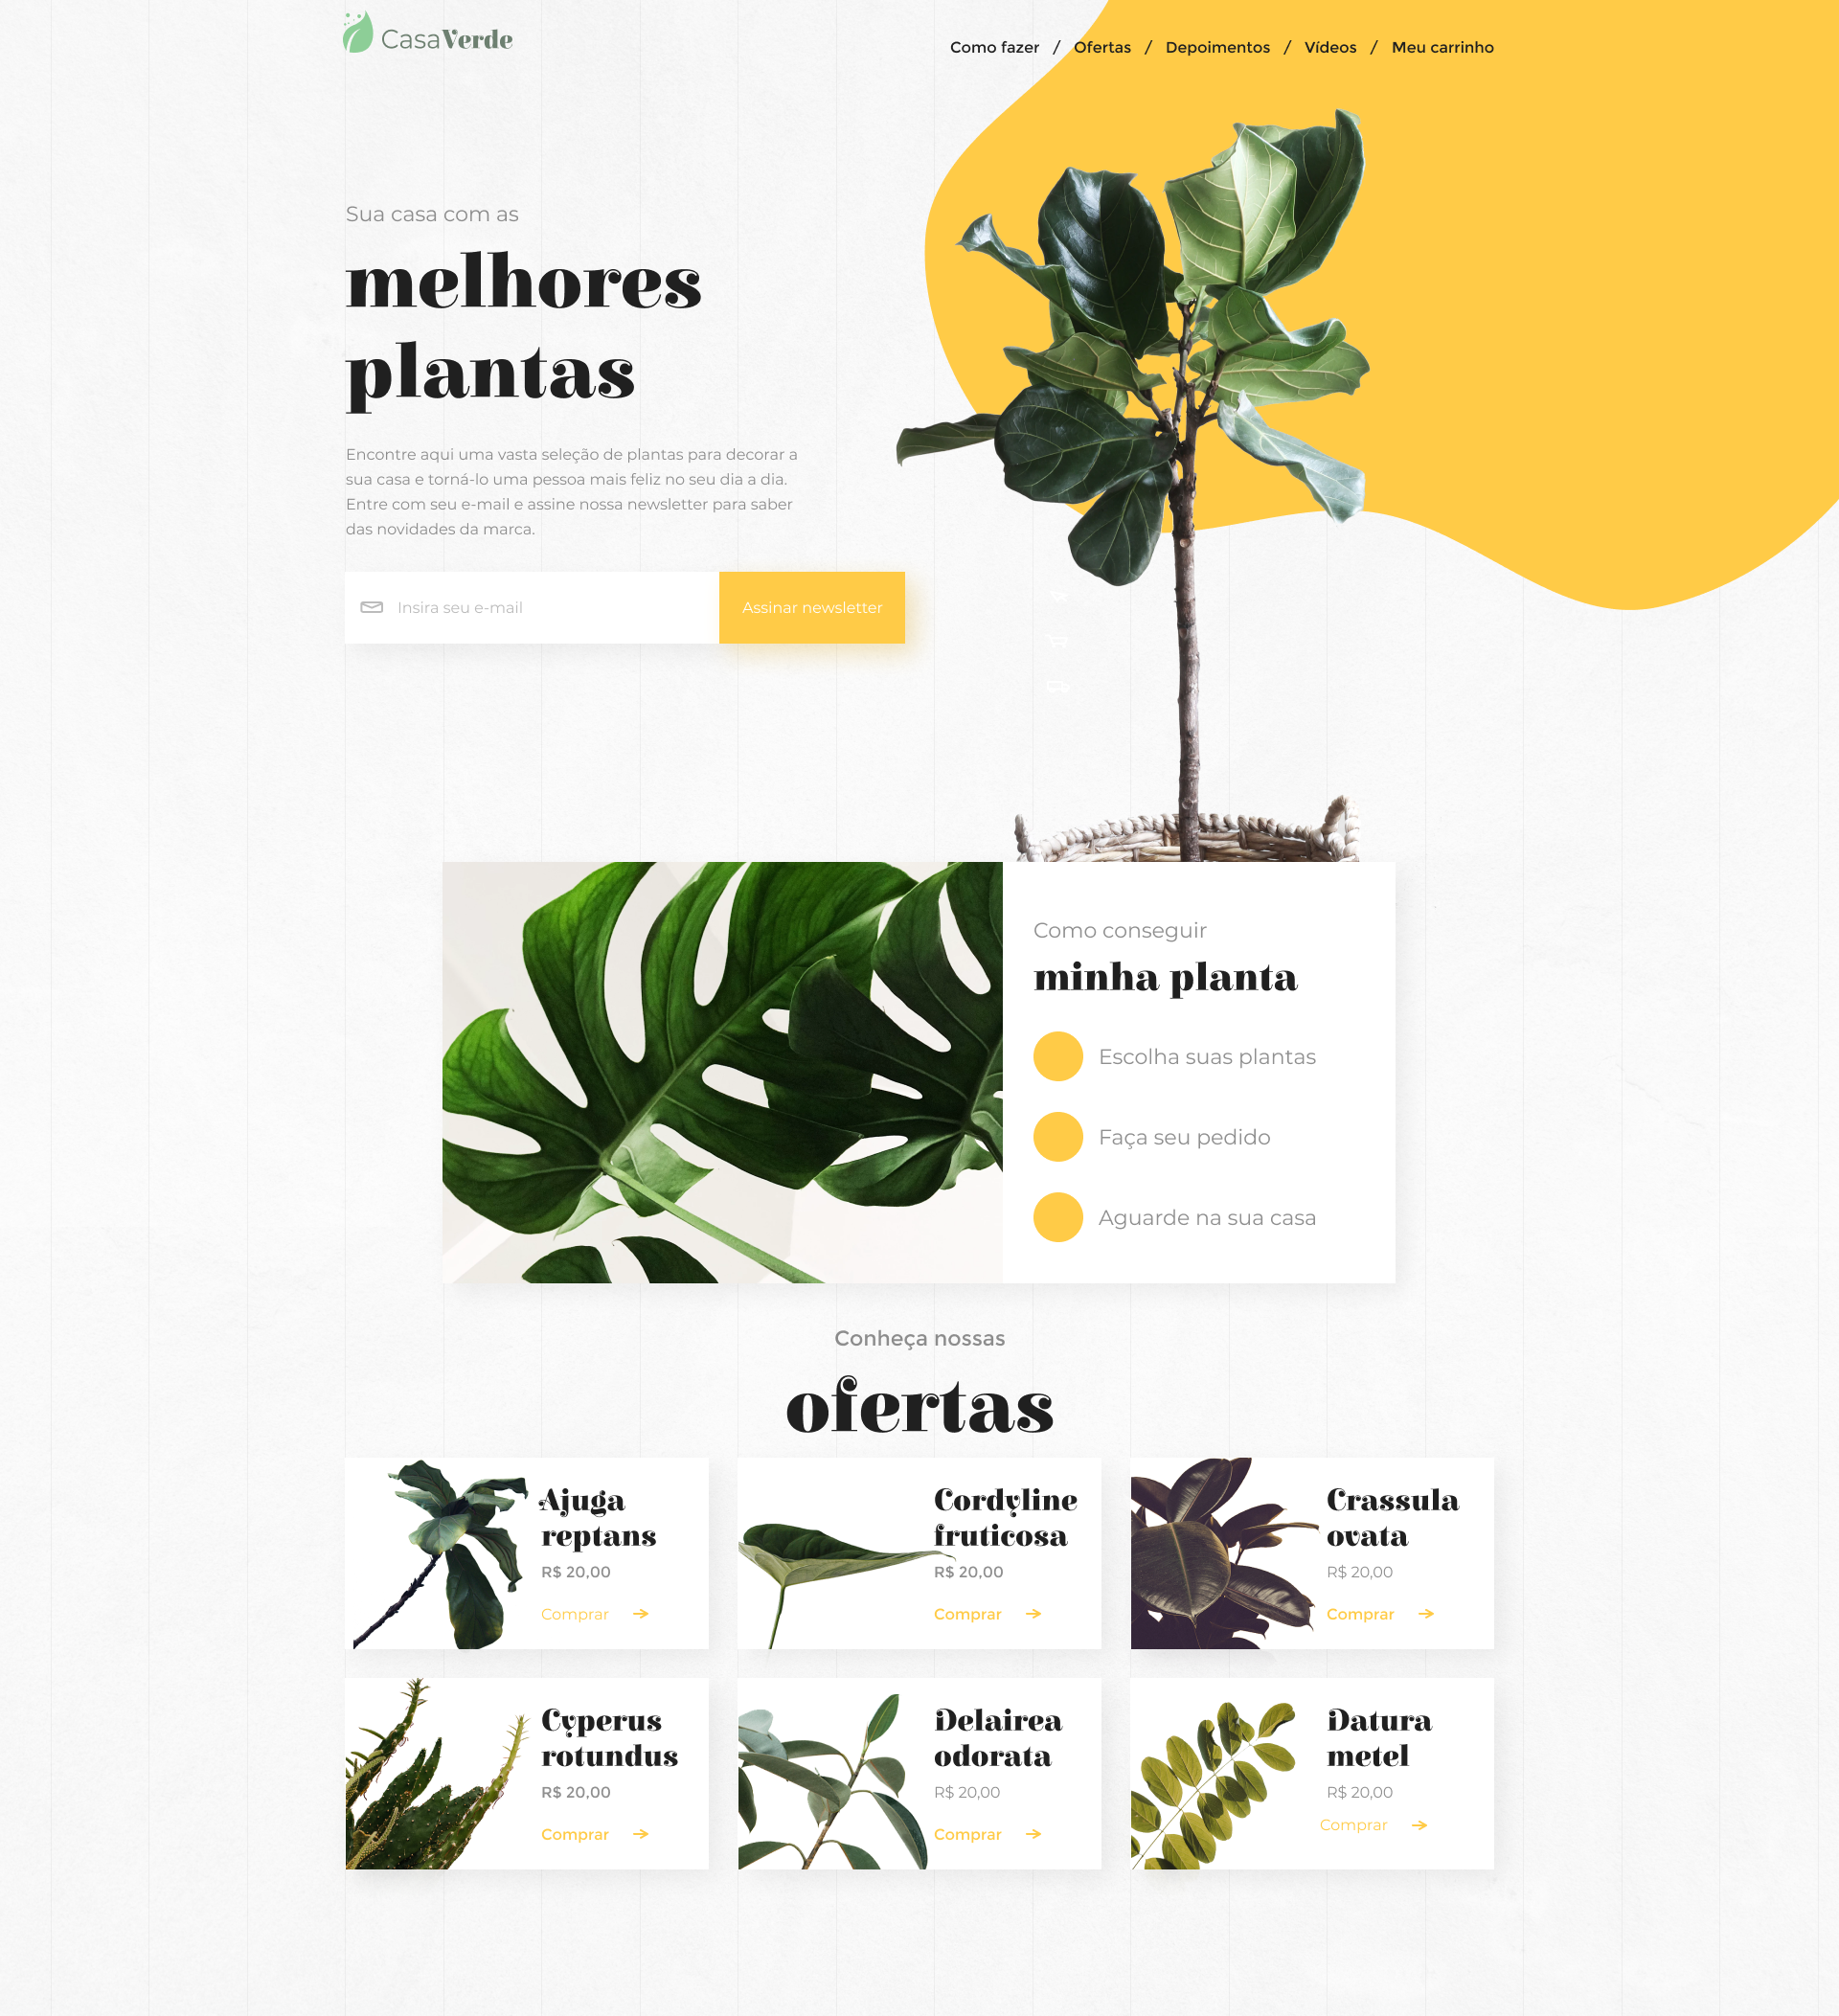 CasaVerde
Como fazer / Ofertas / Depoimentos / Vídeos / Meu carrinho
Sua casa com as
melhores
plantas
Encontre aqui uma vasta seleção de plantas para decorar a
sua casa e torná-lo uma pessoa mais feliz no seu dia a dia.
Entre com seu e-mail e assine nossa newsletter para saber
das novidades da marca.
Insira seu e-mail
Assinar newsletter
Como conseguir
minha planta
Escolha suas plantas
Faça seu pedido
Aguarde na sua casa
Conheça nossas
ofertas
Ajuga
reptans
R$ 20,00
Comprar
Cordyline
fruticosa
R$ 20,00
Comprar
Crassula
ovata
R$ 20,00
Comprar
Cyperus
rotundus
R$ 20,00
Comprar
Delairea
odorata
R$ 20,00
Comprar
Datura
metel
R$ 20,00
Comprar